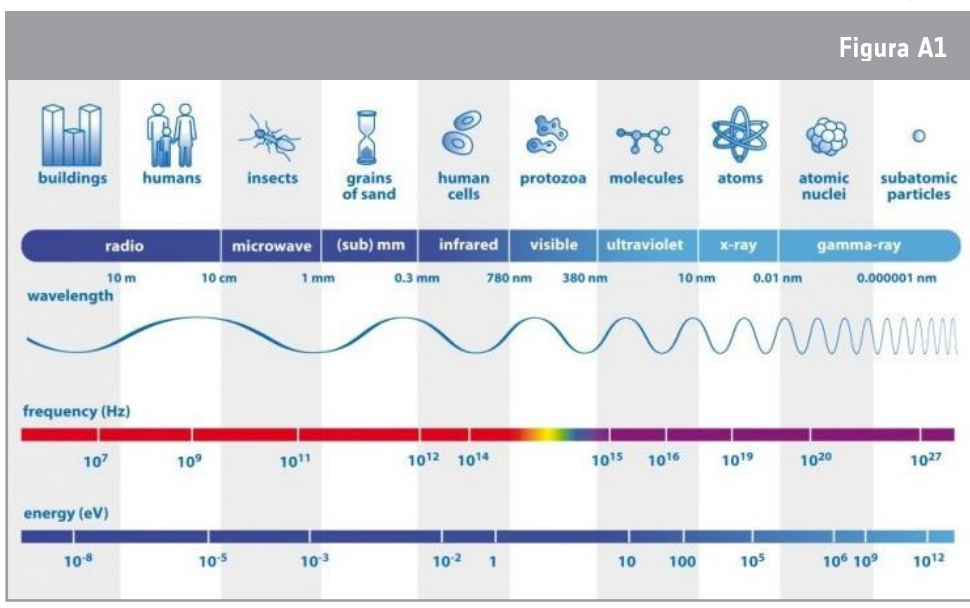 Figura A1
buildings
humans
insects
grains
of sand
human
cells
protozoa
molecules
atoms
atomic
nuclei
subatomic
particles
radio
microwave
(sub) mm
infrared
visible
ultraviolet
x-ray
gamma-ray
10 m
10 cm
1 mm
0.3 mm
780 nm
380 nm
10 nm
0.01 nm
0.000001 nm
wavelength
frequency (Hz)
10⁷
10⁹
10¹¹
10¹²
10¹⁴
10¹⁵
10¹⁶
10¹⁹
10²⁰
10²⁷
energy (eV)
10⁻⁸
10⁻⁵
10⁻³
10⁻²
1
10
100
10⁵
10⁶
10⁹
10¹²